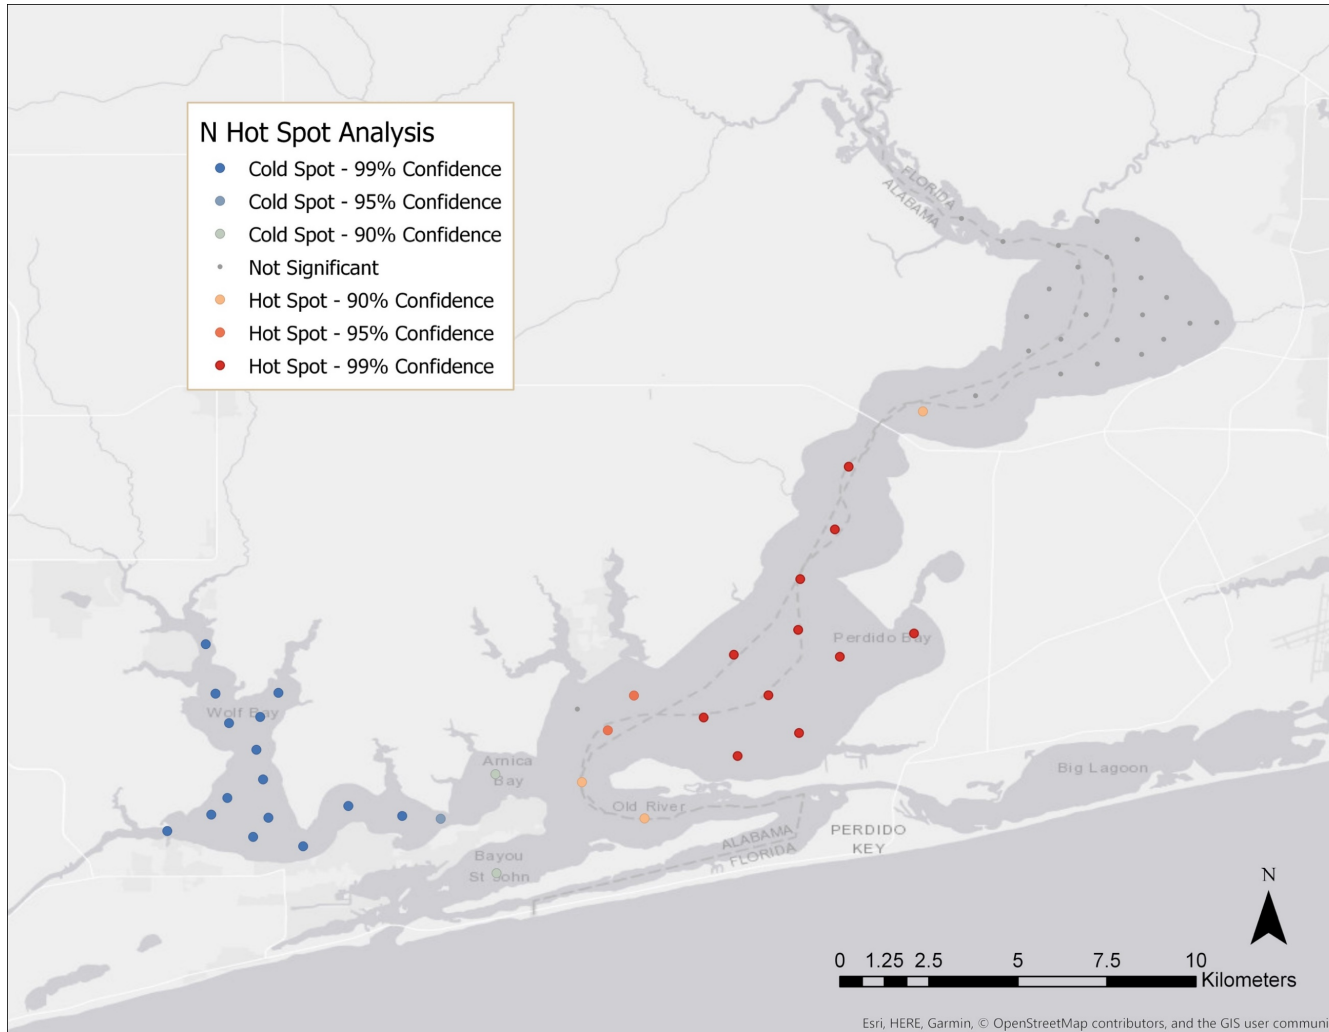 N Hot Spot Analysis
Cold Spot - 99% Confidence
Cold Spot - 95% Confidence
Cold Spot - 90% Confidence
Not Significant
Hot Spot - 90% Confidence
Hot Spot - 95% Confidence
Hot Spot - 99% Confidence
FLORIDA
ALABAMA
Perdido Bay
Wolf Bay
Arnica
Bay
Big Lagoon
Old River
ALABAMA
FLORIDA
PERDIDO
KEY
Bayou
St John
N
0 1.25 2.5 5 7.5 10
Kilometers
Esri, HERE, Garmin, © OpenStreetMap contributors, and the GIS user communi